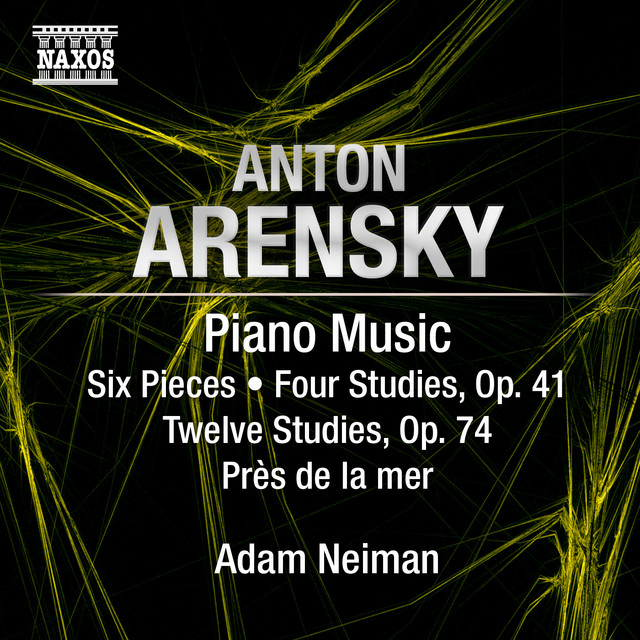 NAXOS
ANTON
ARENSKY
Piano Music
Six Pieces • Four Studies, Op. 41
Twelve Studies, Op. 74
Près de la mer
Adam Neiman